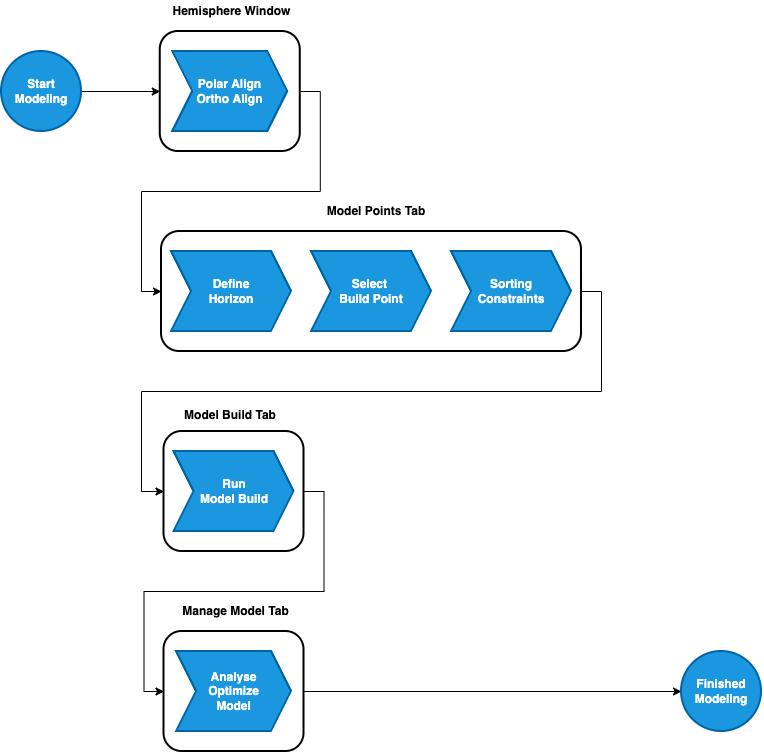 Hemisphere Window
Start
Modeling
Polar Align
Ortho Align
Model Points Tab
Define
Horizon
Select
Build Point
Sorting
Constraints
Model Build Tab
Run
Model Build
Manage Model Tab
Analyse
Optimize
Model
Finished
Modeling